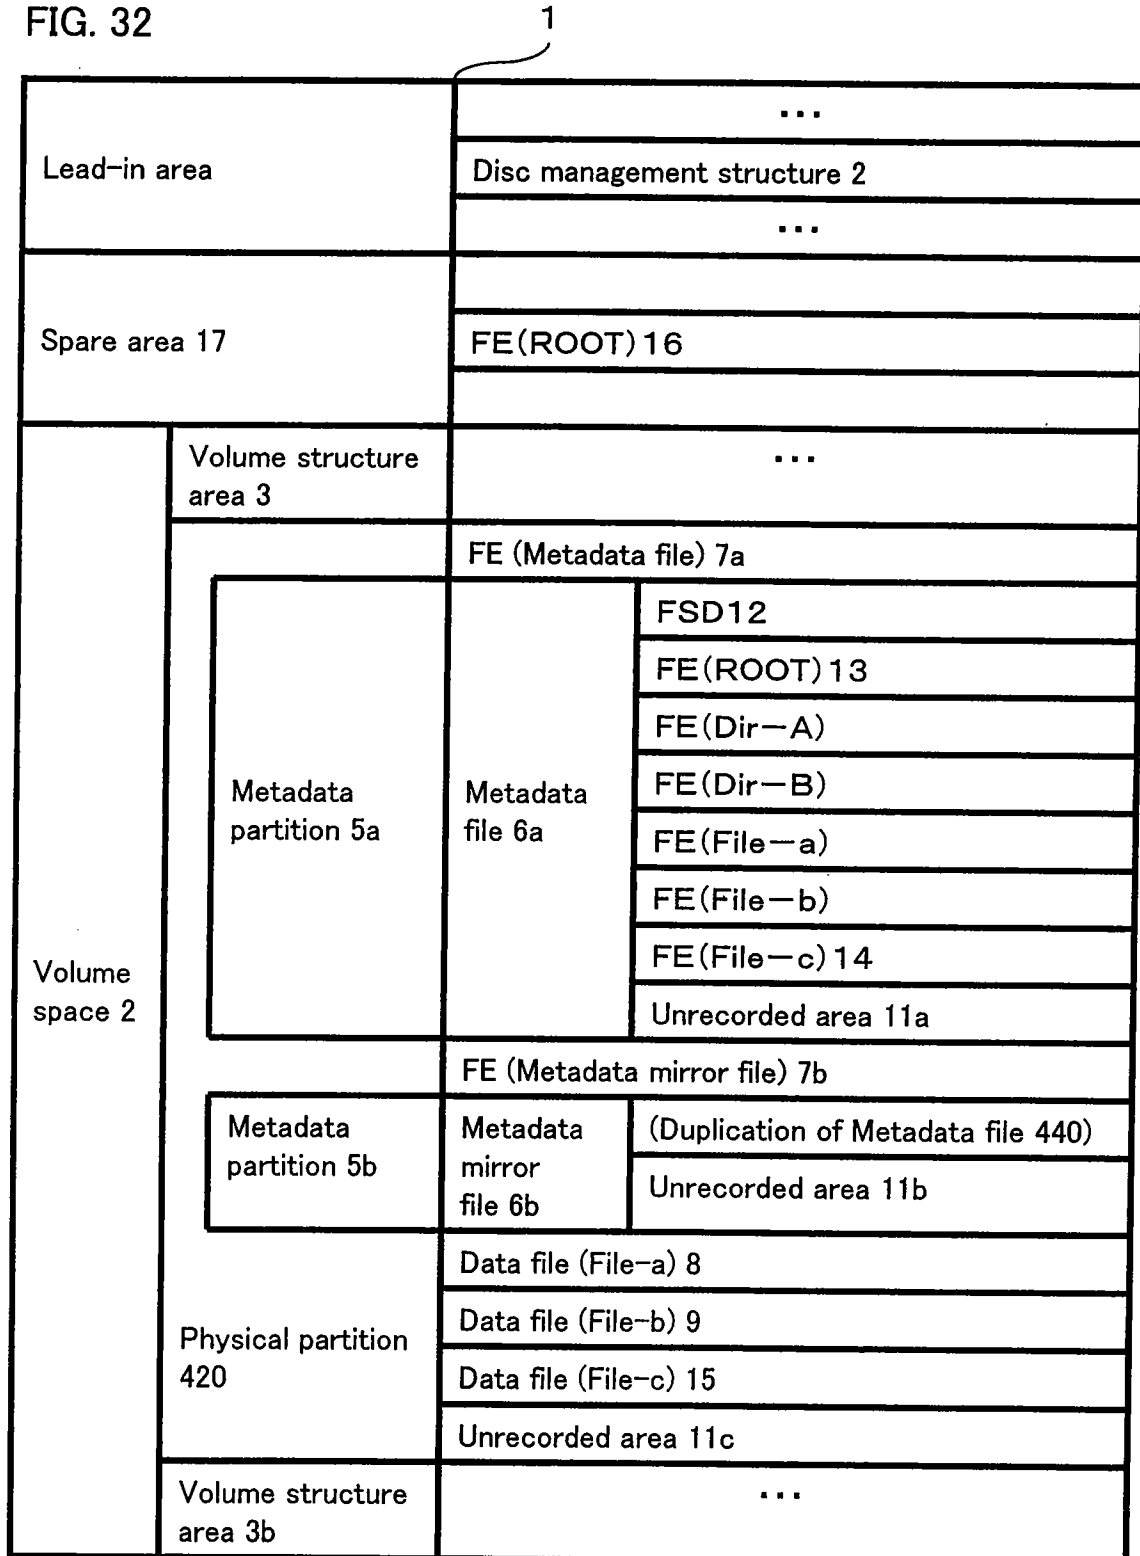 FIG. 32
1
...
Lead-in area
Disc management structure 2
...
Spare area 17
FE(ROOT)16
Volume structure
area 3
...
FE (Metadada file) 7a
FSD12
FE(ROOT)13
FE(Dir-A)
FE(Dir-B)
Metadata
partition 5a
Metadata
file 6a
FE(File-a)
FE(File-b)
FE(File-c)14
Volume
space 2
Unrecorded area 11a
FE (Metadata mirror file) 7b
Metadata
partition 5b
Metadata
mirror
file 6b
(Duplication of Metadata file 440)
Unrecorded area 11b
Data file (File-a) 8
Data file (File-b) 9
Physical partition
420
Data file (File-c) 15
Unrecorded area 11c
Volume structure
area 3b
...